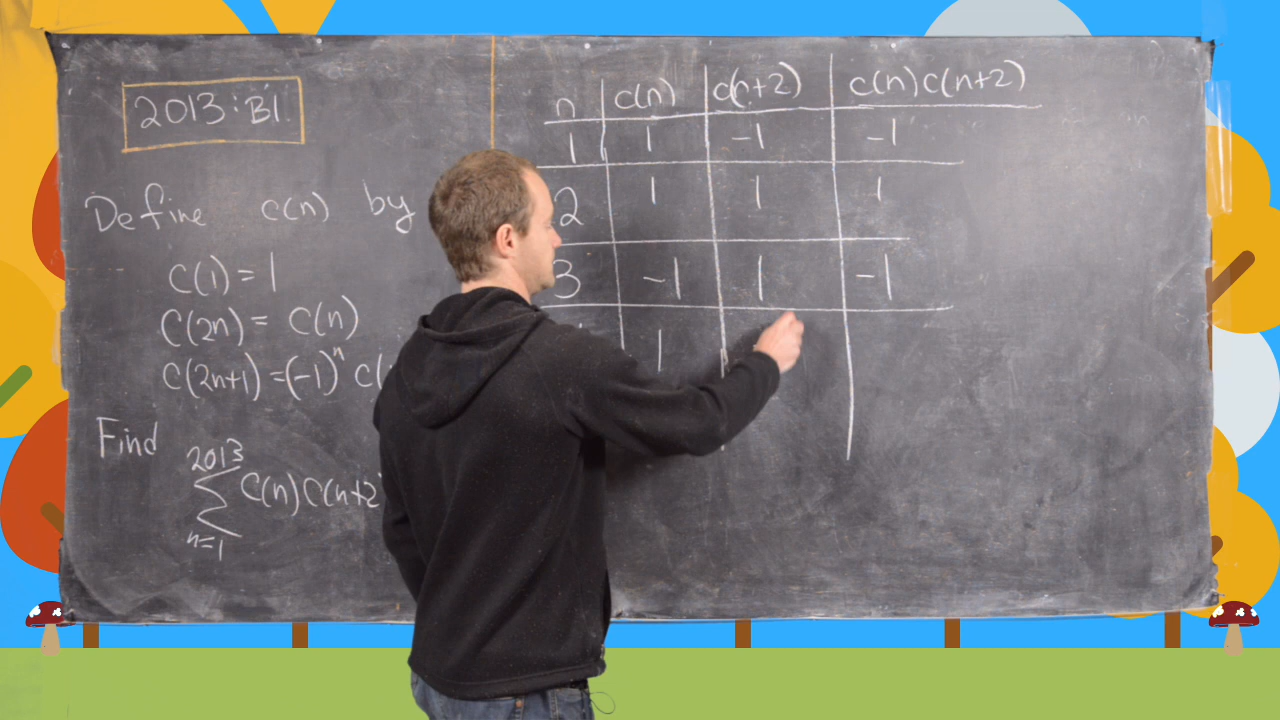 2013:B1
Define c(n) by
C(1) = 1
C(2n) = C(n)
C(2n+1) = (-1)^n C(
Find
2013
∑ C(n)C(n+2
n=1
n c(n) c(n+2) c(n)c(n+2)
1 1 -1 -1
2 1 1 1
3 -1 1 -1
1